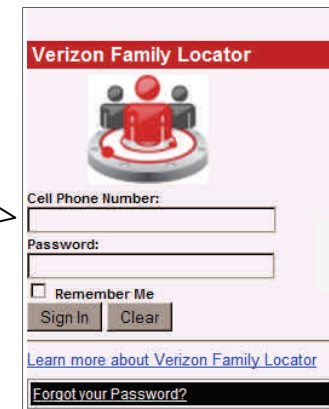 Verizon Family Locator
Cell Phone Number:
Password:
Remember Me
Sign In Clear
Learn more about Verizon Family Locator
Forgot your Password?